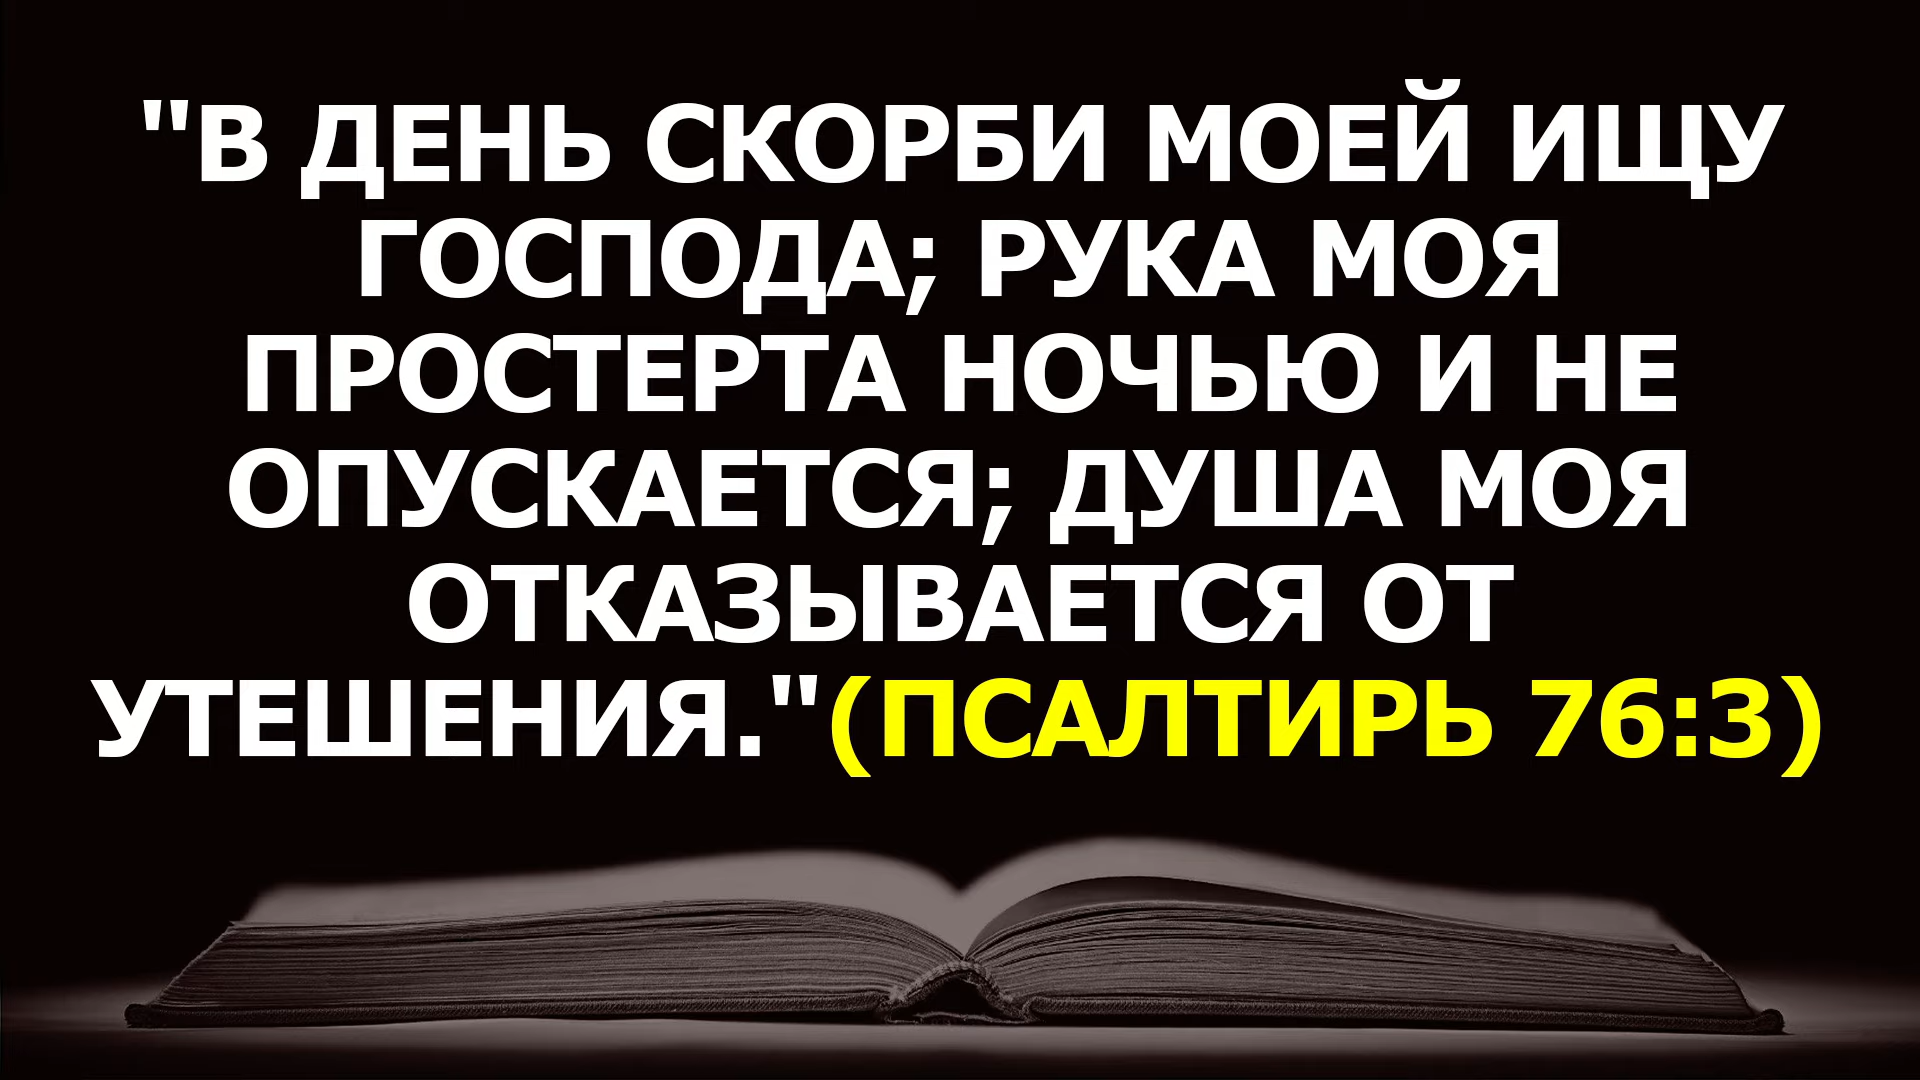 "В ДЕНЬ СКОРБИ МОЕЙ ИЩУ
ГОСПОДА; РУКА МОЯ
ПРОСТЕРТА НОЧЬЮ И НЕ
ОПУСКАЕТСЯ; ДУША МОЯ
ОТКАЗЫВАЕТСЯ ОТ
УТЕШЕНИЯ."(ПСАЛТИРЬ 76:3)